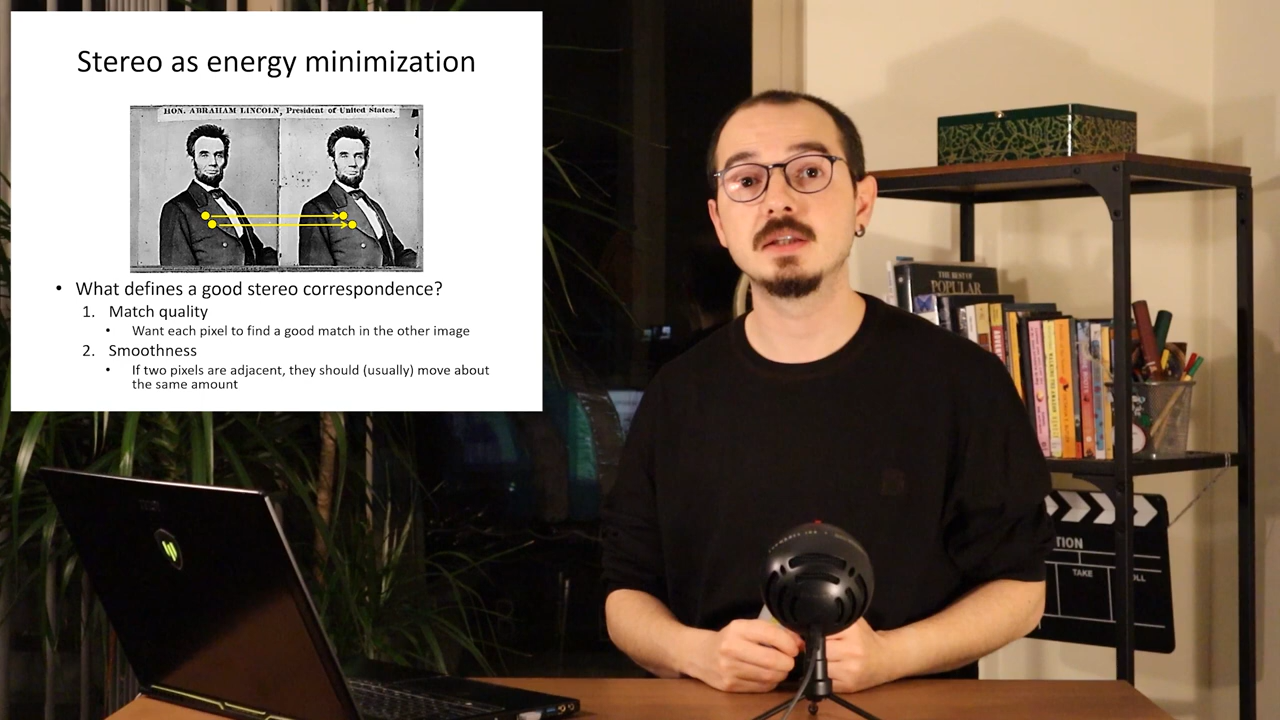 Stereo as energy minimization
HON. ABRAHAM LINCOLN, President of United States.
• What defines a good stereo correspondence?
1. Match quality
• Want each pixel to find a good match in the other image
2. Smoothness
• If two pixels are adjacent, they should (usually) move about
the same amount
THE BEST OF
POPULAR
TION
TAKE
OLL